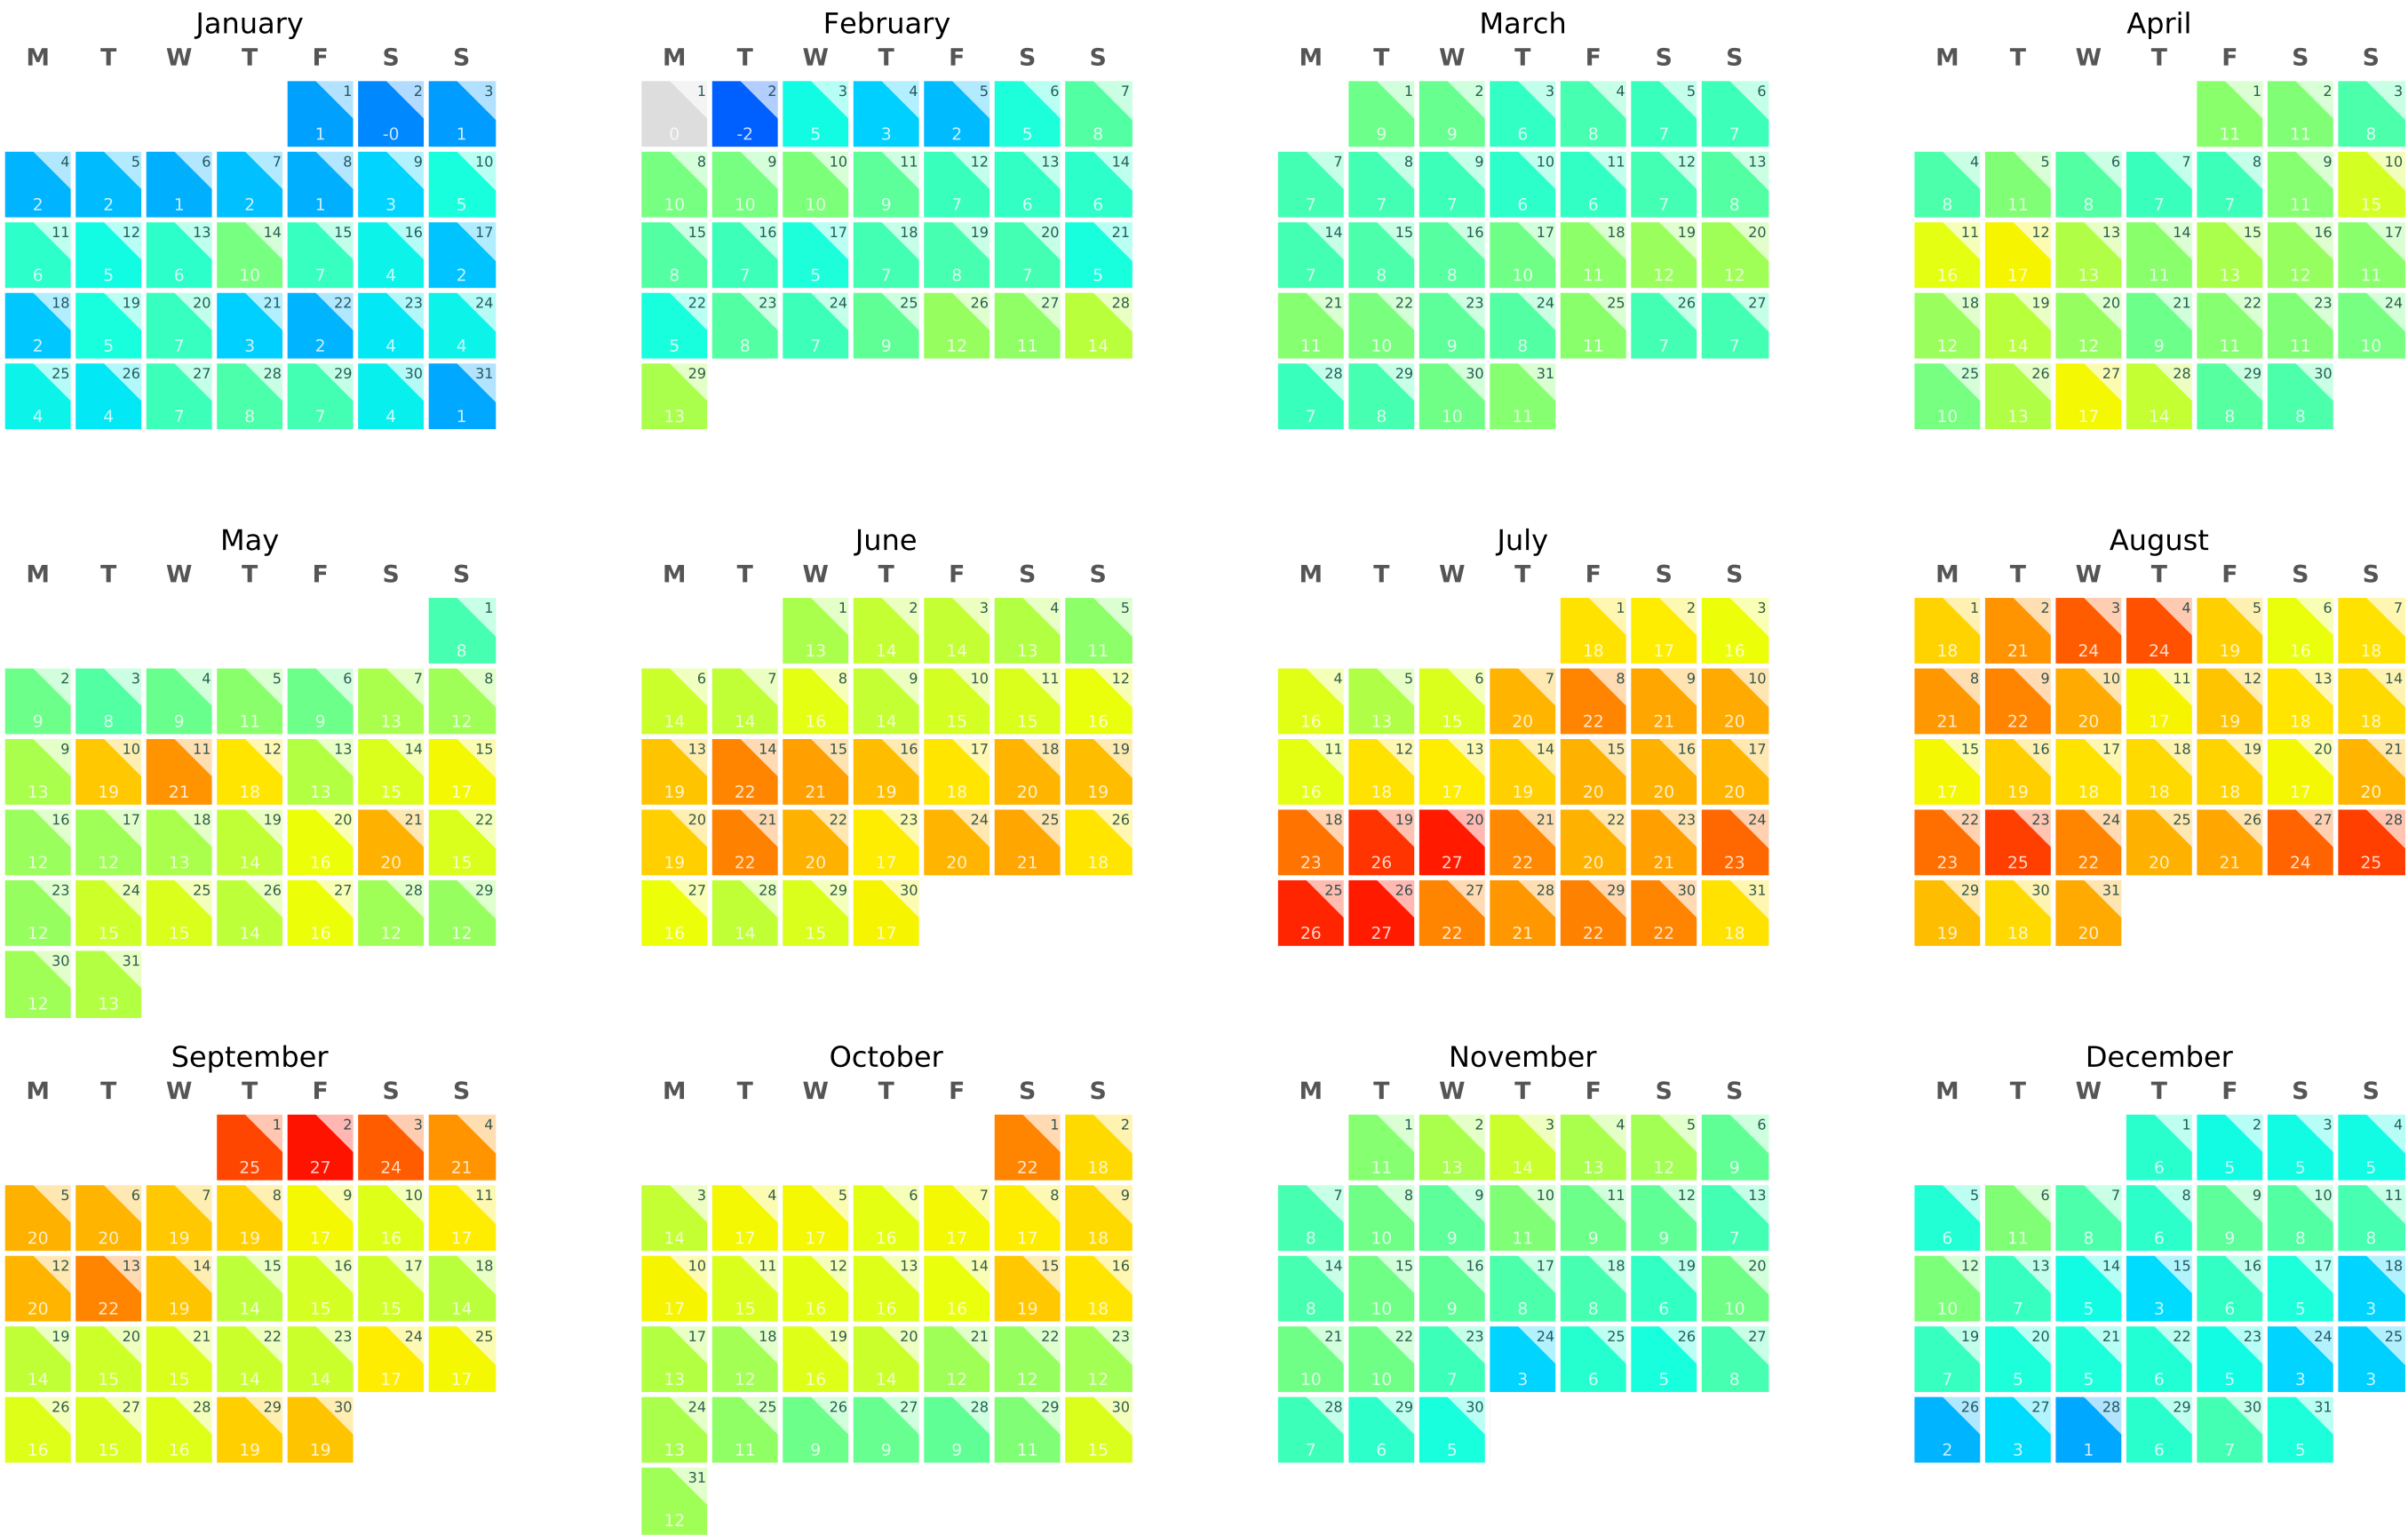 January February March April
M T W T F S S M T W T F S S M T W T F S S M T W T F S S
1 2 3 1 2 3 4 5 6 7 1 2 3 4 5 6 1 2 3
1 -0 1 0 -2 5 3 2 5 8 9 9 6 8 7 7 11 11 8
4 5 6 7 8 9 10 8 9 10 11 12 13 14 7 8 9 10 11 12 13 4 5 6 7 8 9 10
2 2 1 2 1 3 5 10 10 10 9 7 6 6 7 7 7 6 6 7 8 8 11 8 7 7 11 15
11 12 13 14 15 16 17 15 16 17 18 19 20 21 14 15 16 17 18 19 20 11 12 13 14 15 16 17
6 5 6 10 7 4 2 8 7 5 7 8 7 5 7 8 8 10 11 12 12 16 17 13 11 13 12 11
18 19 20 21 22 23 24 22 23 24 25 26 27 28 21 22 23 24 25 26 27 18 19 20 21 22 23 24
2 5 7 3 2 4 4 5 8 7 9 12 11 14 11 10 9 8 11 7 7 12 14 12 9 11 11 10
25 26 27 28 29 30 31 29 28 29 30 31 25 26 27 28 29 30
4 4 7 8 7 4 1 13 7 8 10 11 10 13 17 14 8 8
May June July August
M T W T F S S M T W T F S S M T W T F S S M T W T F S S
1 1 2 3 4 5 1 2 3 1 2 3 4 5 6 7
8 13 14 14 13 11 18 17 16 18 21 24 24 19 16 18
2 3 4 5 6 7 8 6 7 8 9 10 11 12 4 5 6 7 8 9 10 8 9 10 11 12 13 14
9 8 9 11 9 13 12 14 14 16 14 15 15 16 16 13 15 20 22 21 20 21 22 20 17 19 18 18
9 10 11 12 13 14 15 13 14 15 16 17 18 19 11 12 13 14 15 16 17 15 16 17 18 19 20 21
13 19 21 18 13 15 17 19 22 21 19 18 20 19 16 18 17 19 20 20 20 17 19 18 18 18 17 20
16 17 18 19 20 21 22 20 21 22 23 24 25 26 18 19 20 21 22 23 24 22 23 24 25 26 27 28
12 12 13 14 16 20 15 19 22 20 17 20 21 18 23 26 27 22 20 21 23 23 25 22 20 21 24 25
23 24 25 26 27 28 29 27 28 29 30 25 26 27 28 29 30 31 29 30 31
12 15 15 14 16 12 12 16 14 15 17 26 27 22 21 22 22 18 19 18 20
30 31
12 13
September October November December
M T W T F S S M T W T F S S M T W T F S S M T W T F S S
1 2 3 4 1 2 1 2 3 4 5 6 1 2 3 4
25 27 24 21 22 18 11 13 14 13 12 9 6 5 5 5
5 6 7 8 9 10 11 3 4 5 6 7 8 9 7 8 9 10 11 12 13 5 6 7 8 9 10 11
20 20 19 19 17 16 17 14 17 17 16 17 17 18 8 10 9 11 9 9 7 6 11 8 6 9 8 8
12 13 14 15 16 17 18 10 11 12 13 14 15 16 14 15 16 17 18 19 20 12 13 14 15 16 17 18
20 22 19 14 15 15 14 17 15 16 16 16 19 18 8 10 9 8 8 6 10 10 7 5 3 6 5 3
19 20 21 22 23 24 25 17 18 19 20 21 22 23 21 22 23 24 25 26 27 19 20 21 22 23 24 25
14 15 15 14 14 17 17 13 12 16 14 12 12 12 10 10 7 3 6 5 8 7 5 5 6 5 3 3
26 27 28 29 30 24 25 26 27 28 29 30 28 29 30 26 27 28 29 30 31
16 15 16 19 19 13 11 9 9 9 11 15 7 6 5 2 3 1 6 7 5
31
12